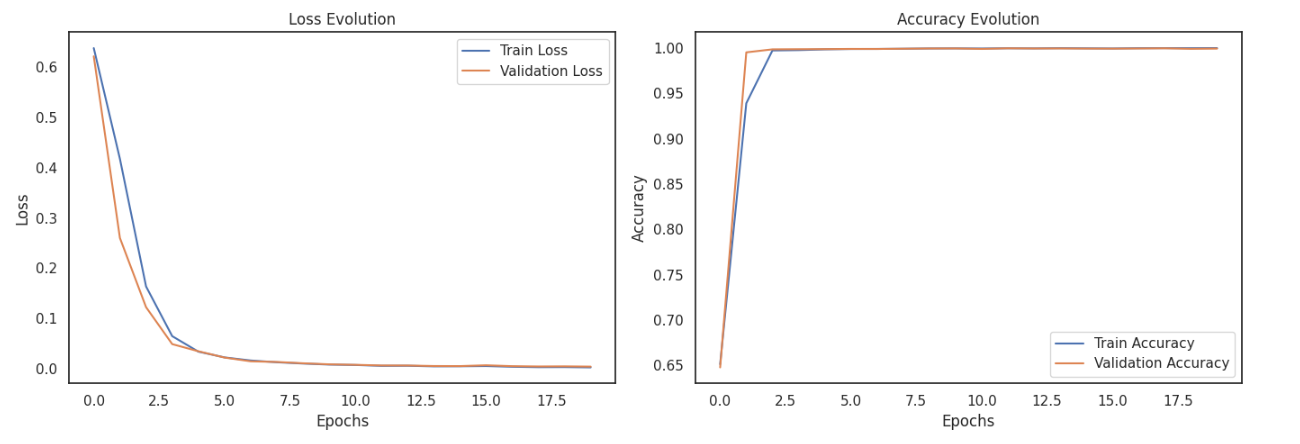 Loss Evolution
Train Loss
Validation Loss
0.6
0.5
0.4
0.3
0.2
0.1
0.0
Loss
0.0 2.5 5.0 7.5 10.0 12.5 15.0 17.5
Epochs
Accuracy Evolution
1.00
0.95
0.90
0.85
0.80
0.75
0.70
0.65
Accuracy
Train Accuracy
Validation Accuracy
0.0 2.5 5.0 7.5 10.0 12.5 15.0 17.5
Epochs